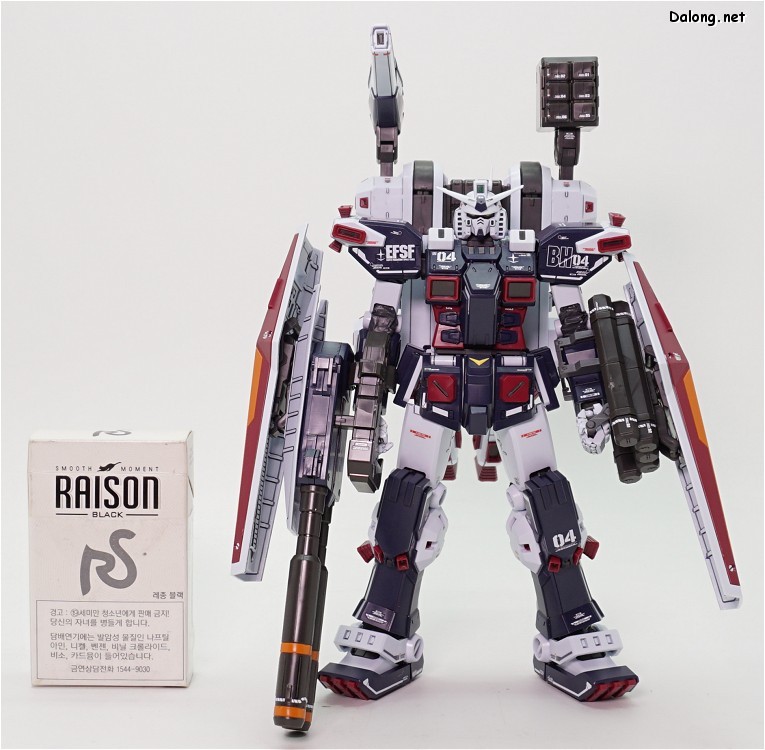 Dalong.net
EFSF
04
BH04
04
SMOOTH MOMENT
RAISON
BLACK
RS
레종 블랙
경고 : ⑲세미만 청소년에게 판매 금지!
당신의 자녀를 병들게 합니다.
담배연기에는 발암성 물질인 나프틸
아민, 니켈, 벤젠, 비닐 크롤라이드,
비소, 카드뮴이 들어있습니다.
금연상담전화 1544-9030